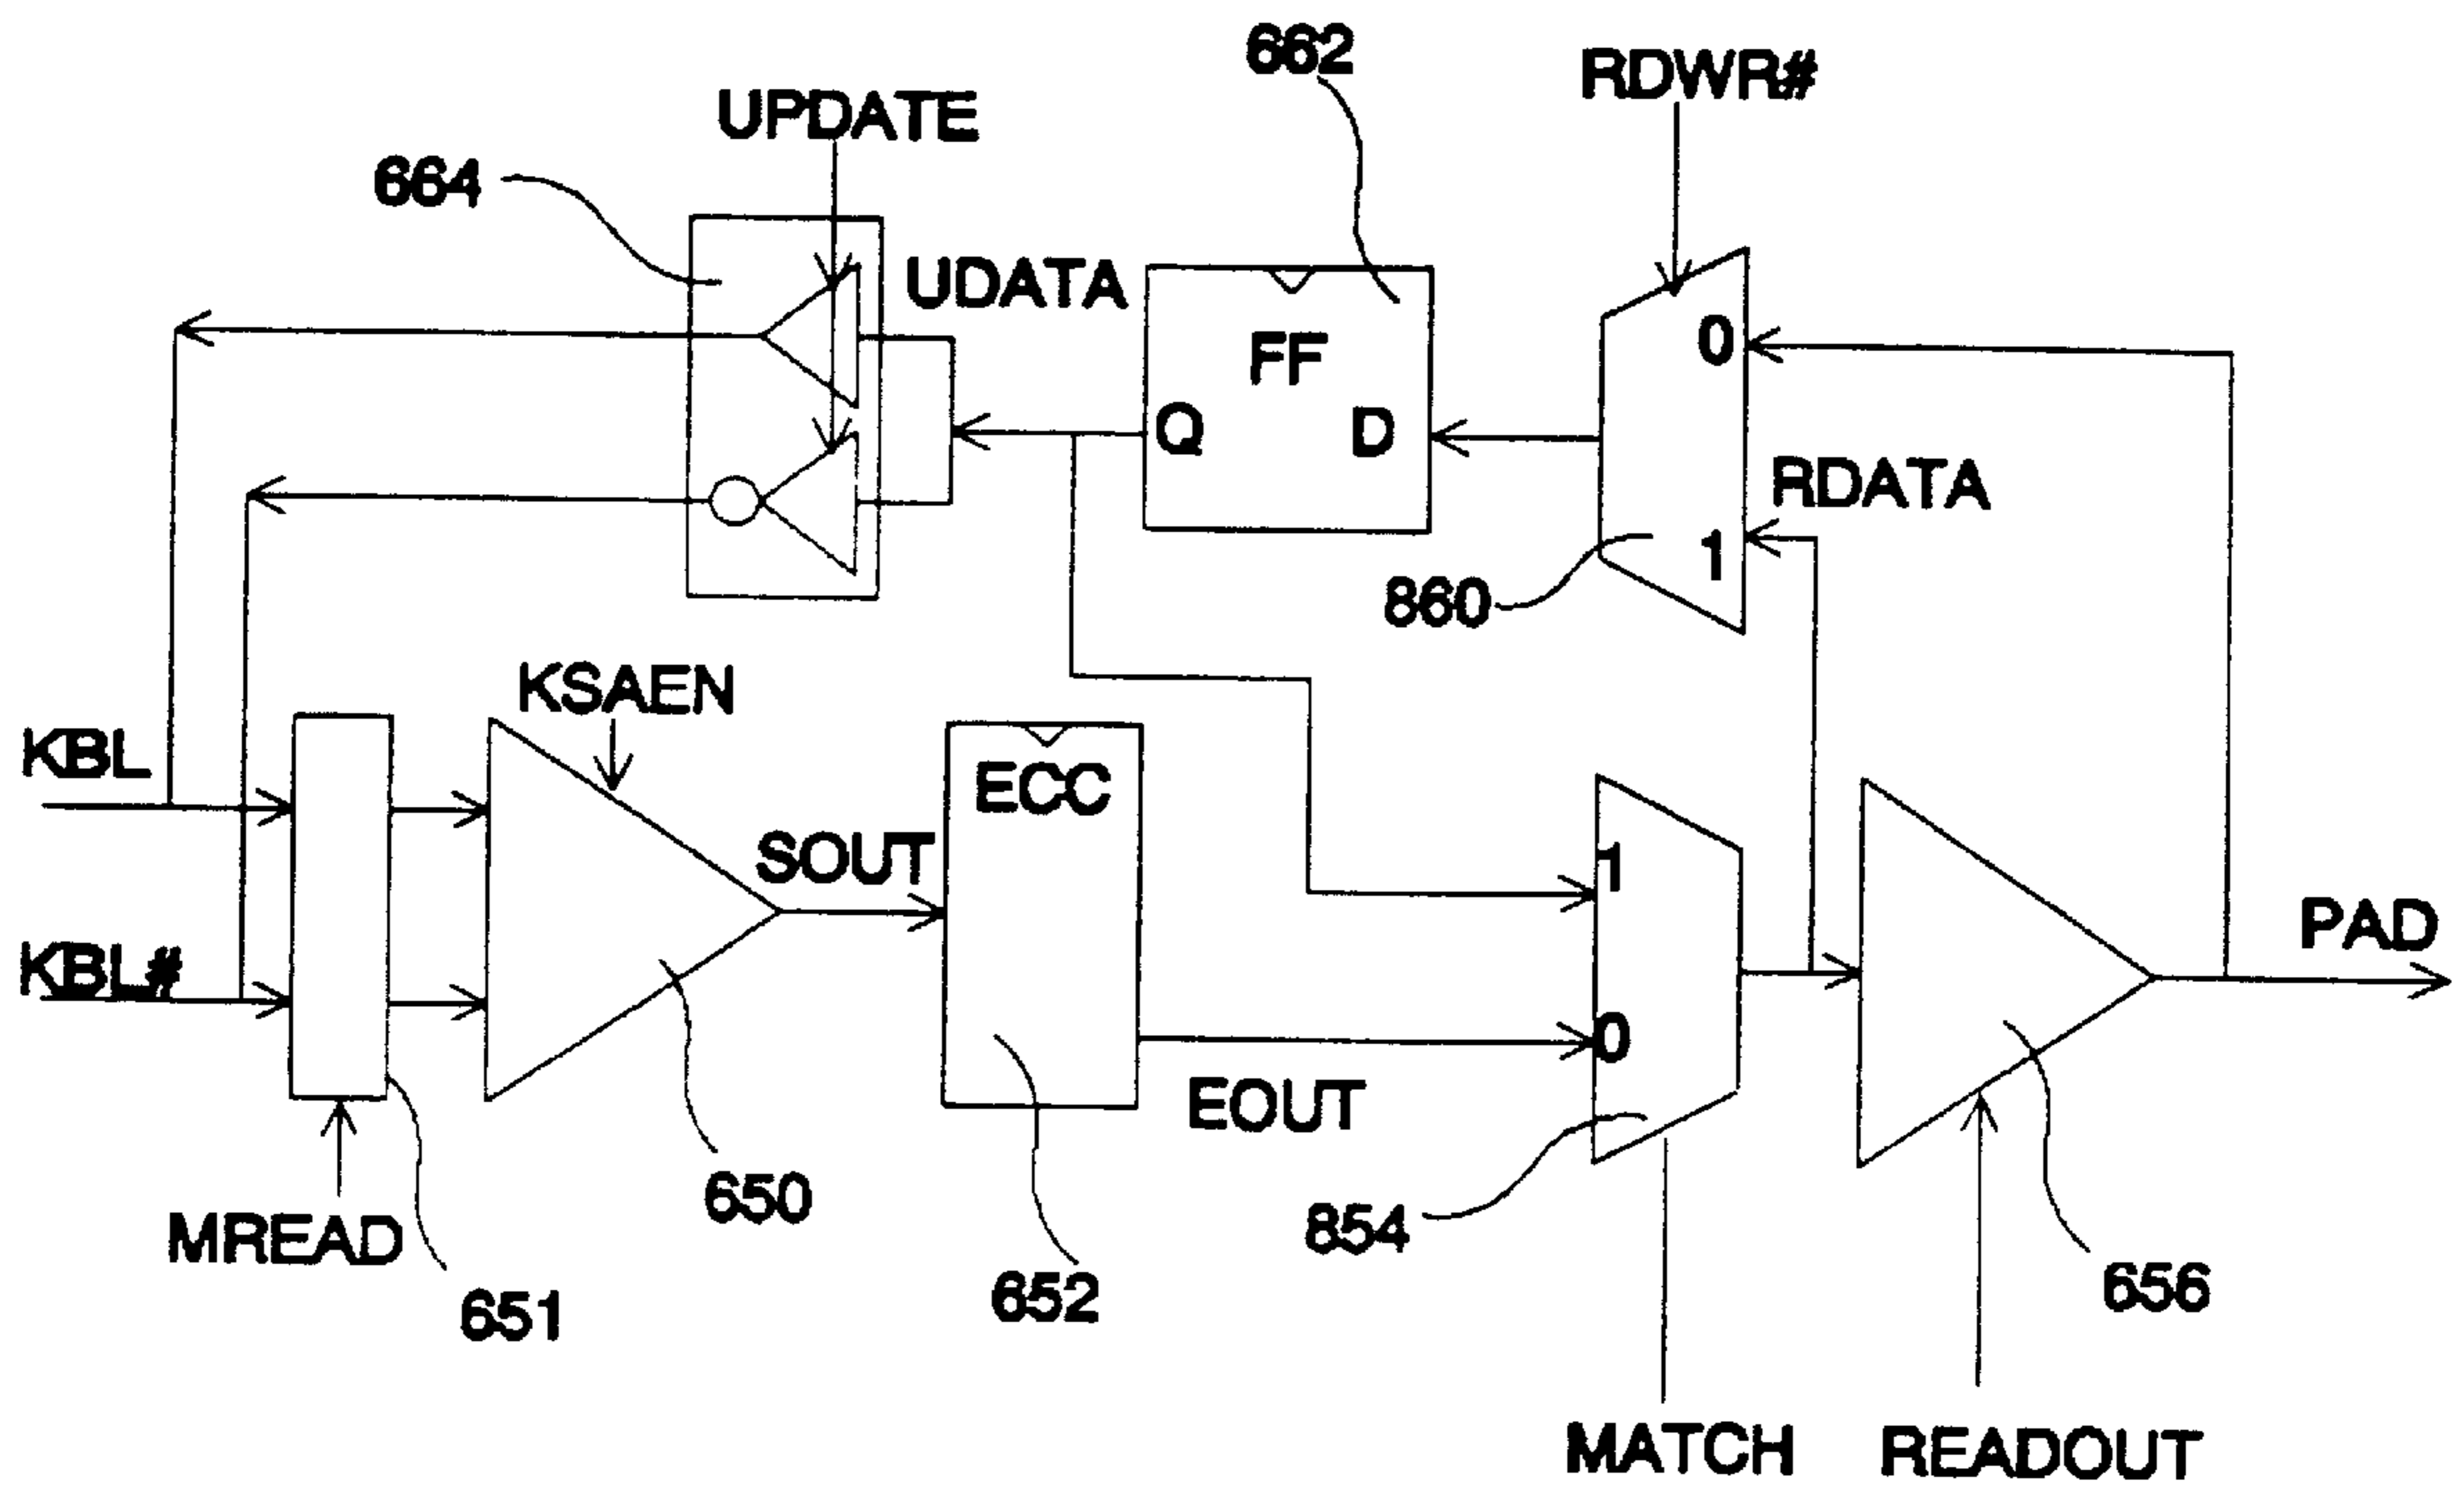 662
RDWR#
UPDATE
664
UDATA
FF
0
Q
D
RDATA
1
860
KSAEN
KBL
ECC
SOUT
1
PAD
KBL#
0
EOUT
650
854
MREAD
652
656
651
MATCH
READOUT